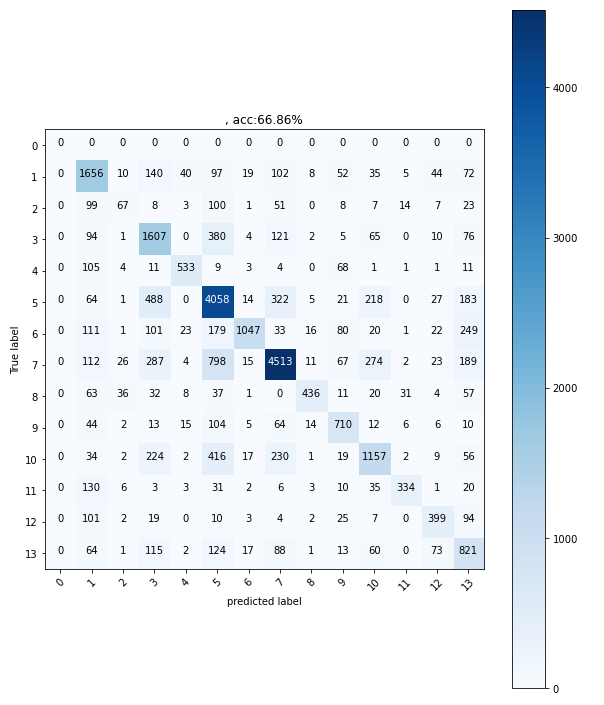 , acc:66.86%
0 0 0 0 0 0 0 0 0 0 0 0 0 0 0
1 0 1656 10 140 40 97 19 102 8 52 35 5 44 72
2 0 99 67 8 3 100 1 51 0 8 7 14 7 23
3 0 94 1 1607 0 380 4 121 2 5 65 0 10 76
4 0 105 4 11 533 9 3 4 0 68 1 1 1 11
5 0 64 1 488 0 4058 14 322 5 21 218 0 27 183
6 0 111 1 101 23 179 1047 33 16 80 20 1 22 249
7 0 112 26 287 4 798 15 4513 11 67 274 2 23 189
8 0 63 36 32 8 37 1 0 436 11 20 31 4 57
9 0 44 2 13 15 104 5 64 14 710 12 6 6 10
10 0 34 2 224 2 416 17 230 1 19 1157 2 9 56
11 0 130 6 3 3 31 2 6 3 10 35 334 1 20
12 0 101 2 19 0 10 3 4 2 25 7 0 399 94
13 0 64 1 115 2 124 17 88 1 13 60 0 73 821
0 1 2 3 4 5 6 7 8 9 10 11 12 13
True label
predicted label
4000
3000
2000
1000
0